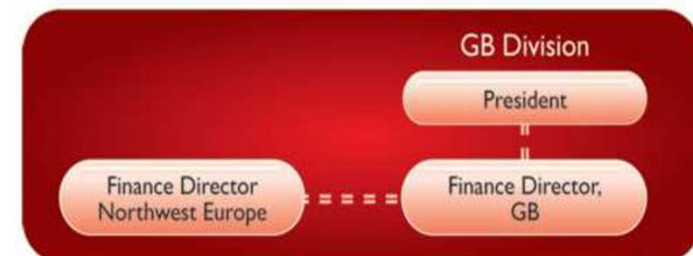 GB Division
President
Finance Director
Northwest Europe
Finance Director,
GB